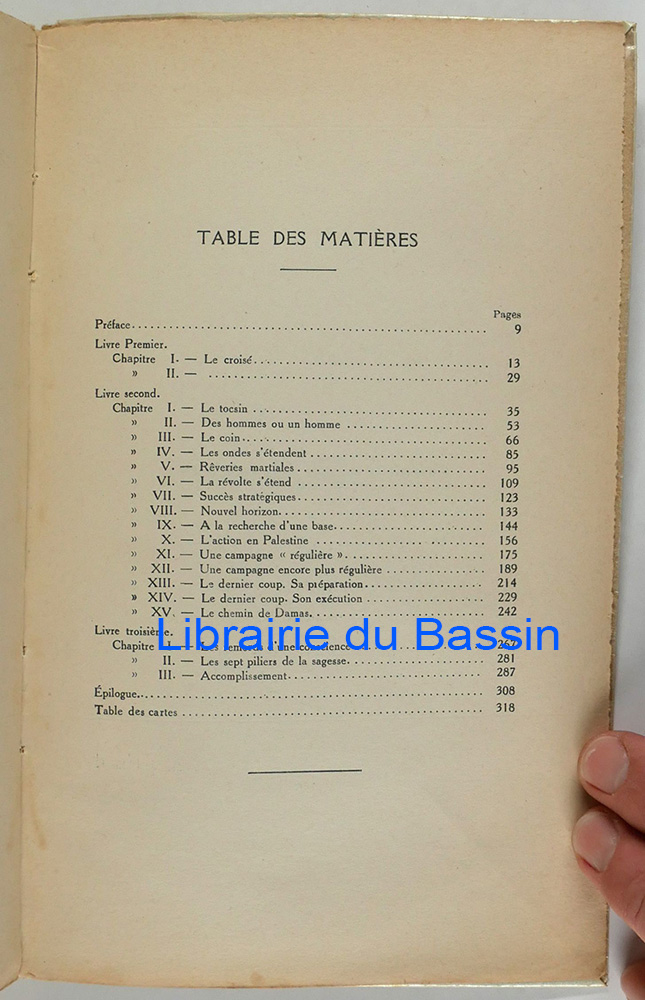 TABLE DES MATIÈRES
Pages
Préface 9
Livre Premier.
Chapitre I. — Le croisé 13
» II. — 29
Livre second.
Chapitre I. — Le tocsin 35
» II. — Des hommes ou un homme 53
» III. — Le coin 66
» IV. — Les ondes s'étendent 85
» V. — Rêveries martiales 95
» VI. — La révolte s'étend 109
» VII. — Succès stratégiques 123
» VIII. — Nouvel horizon 133
» IX. — A la recherche d'une base 144
» X. — L'action en Palestine 156
» XI. — Une campagne « régulière » 175
» XII. — Une campagne encore plus régulière 189
» XIII. — Le dernier coup. Sa préparation 214
» XIV. — Le dernier coup. Son exécution 229
» XV. — Le chemin de Damas 242
Livre troisième.
Librairie du Bassin
Chapitre I. — Les remords d'une conscience
» II. — Les sept piliers de la sagesse 281
» III. — Accomplissement 287
Épilogue 308
Table des cartes 318